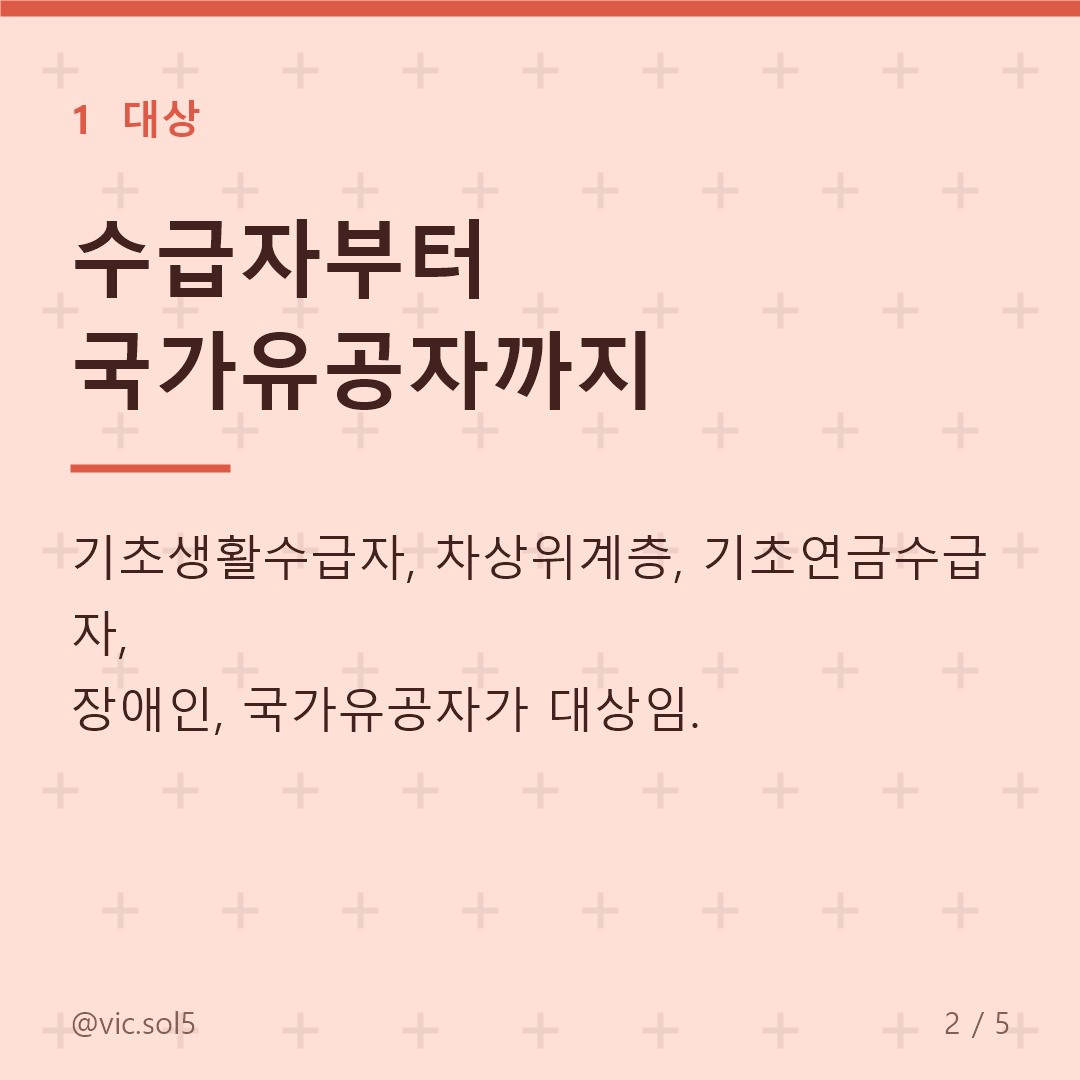 1 대상
수급자부터
국가유공자까지
기초생활수급자, 차상위계층, 기초연금수급
자,
장애인, 국가유공자가 대상임.
@vic.sol5
2 / 5